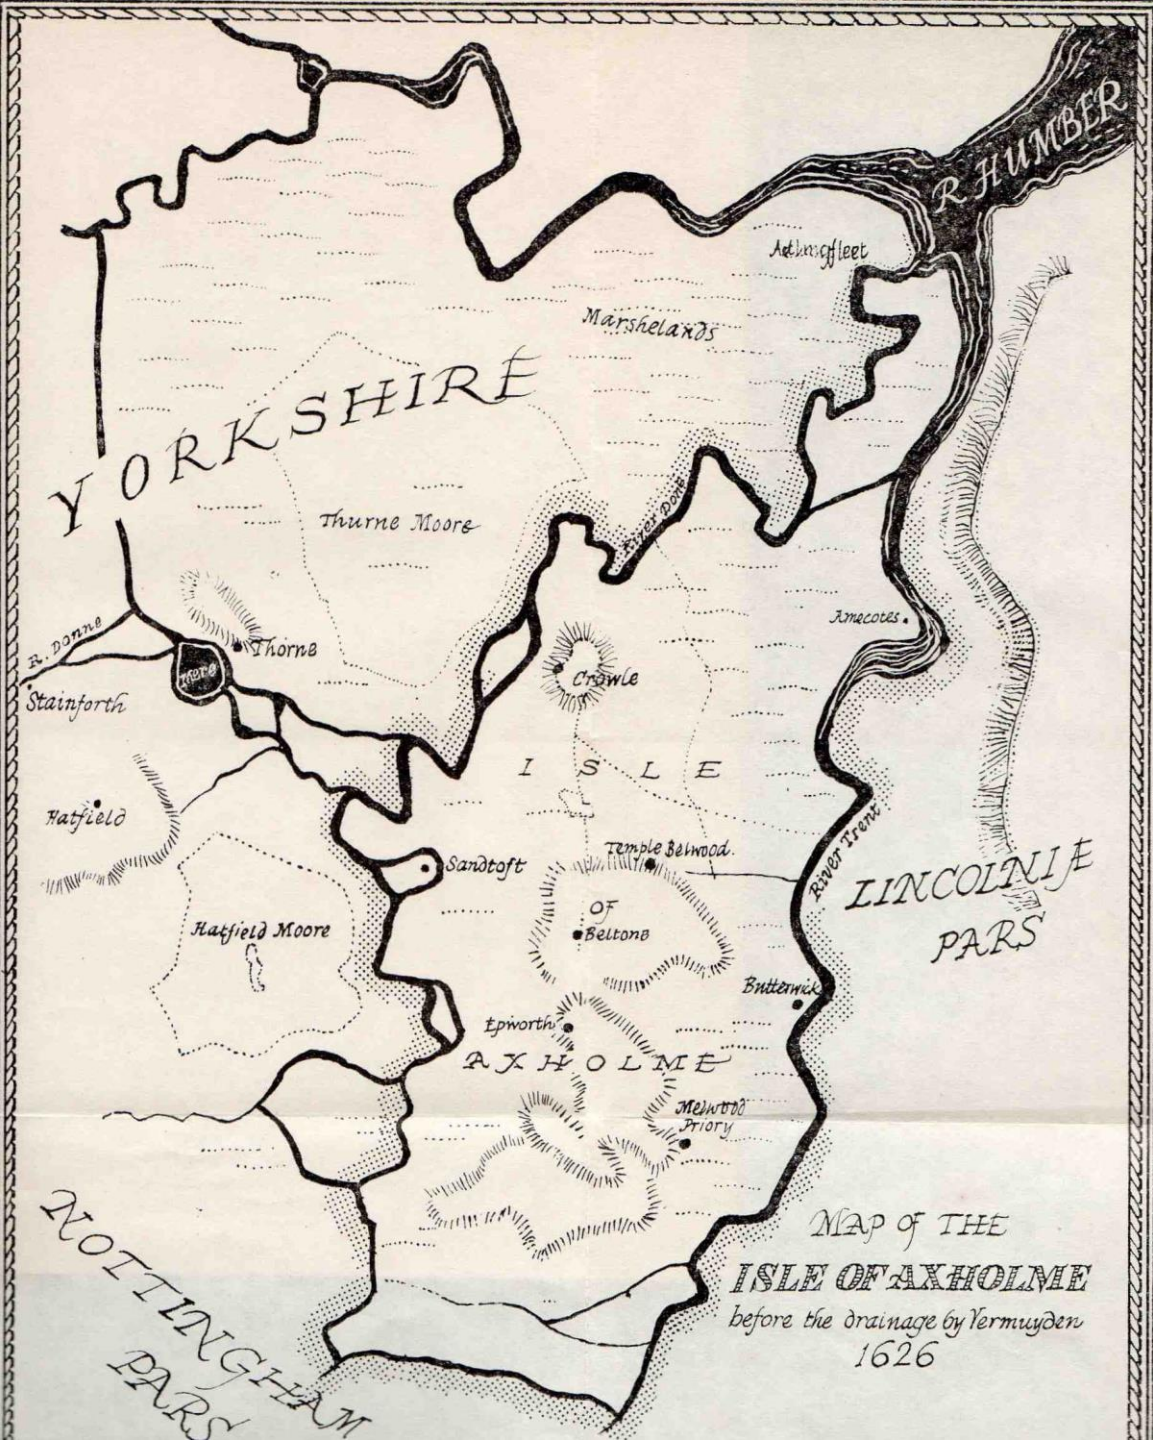 R HUMBER
Adlingfleet
Marshelands
YORKSHIRE
Thurne Moore
River Done
R. Donne
Thorne
Mere
Stainforth
Crowle
Amecotes
ISLE
Hatfield
River Trent
Temple Belwood.
Sandtoft
LINCOLNIÆ
PARS
OF
Beltone
Hatfield Moore
Butterwick
Epworth
AXHOLME
Melwood
Priory
NOTTINGHAM
PARS
MAP of THE
ISLE OF AXHOLME
before the drainage by Vermuyden
1626